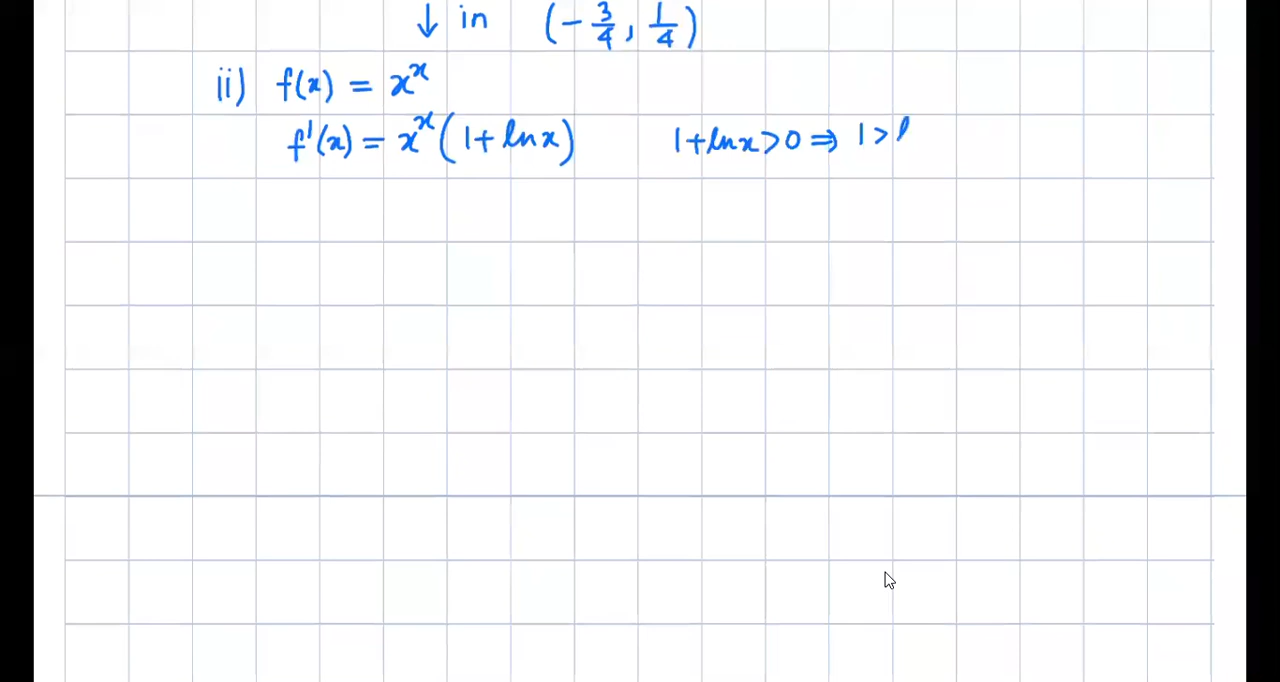 ↓ in (-3/4, 1/4)
ii) f(x) = x^x
f'(x) = x^x (1 + ln x) 1 + ln x > 0 ⇒ 1 > l